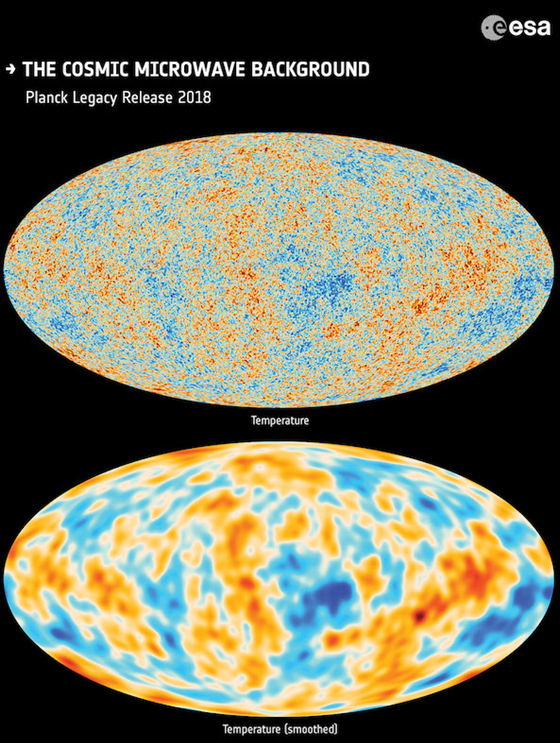 esa
→ THE COSMIC MICROWAVE BACKGROUND
Planck Legacy Release 2018
Temperature
Temperature (smoothed)